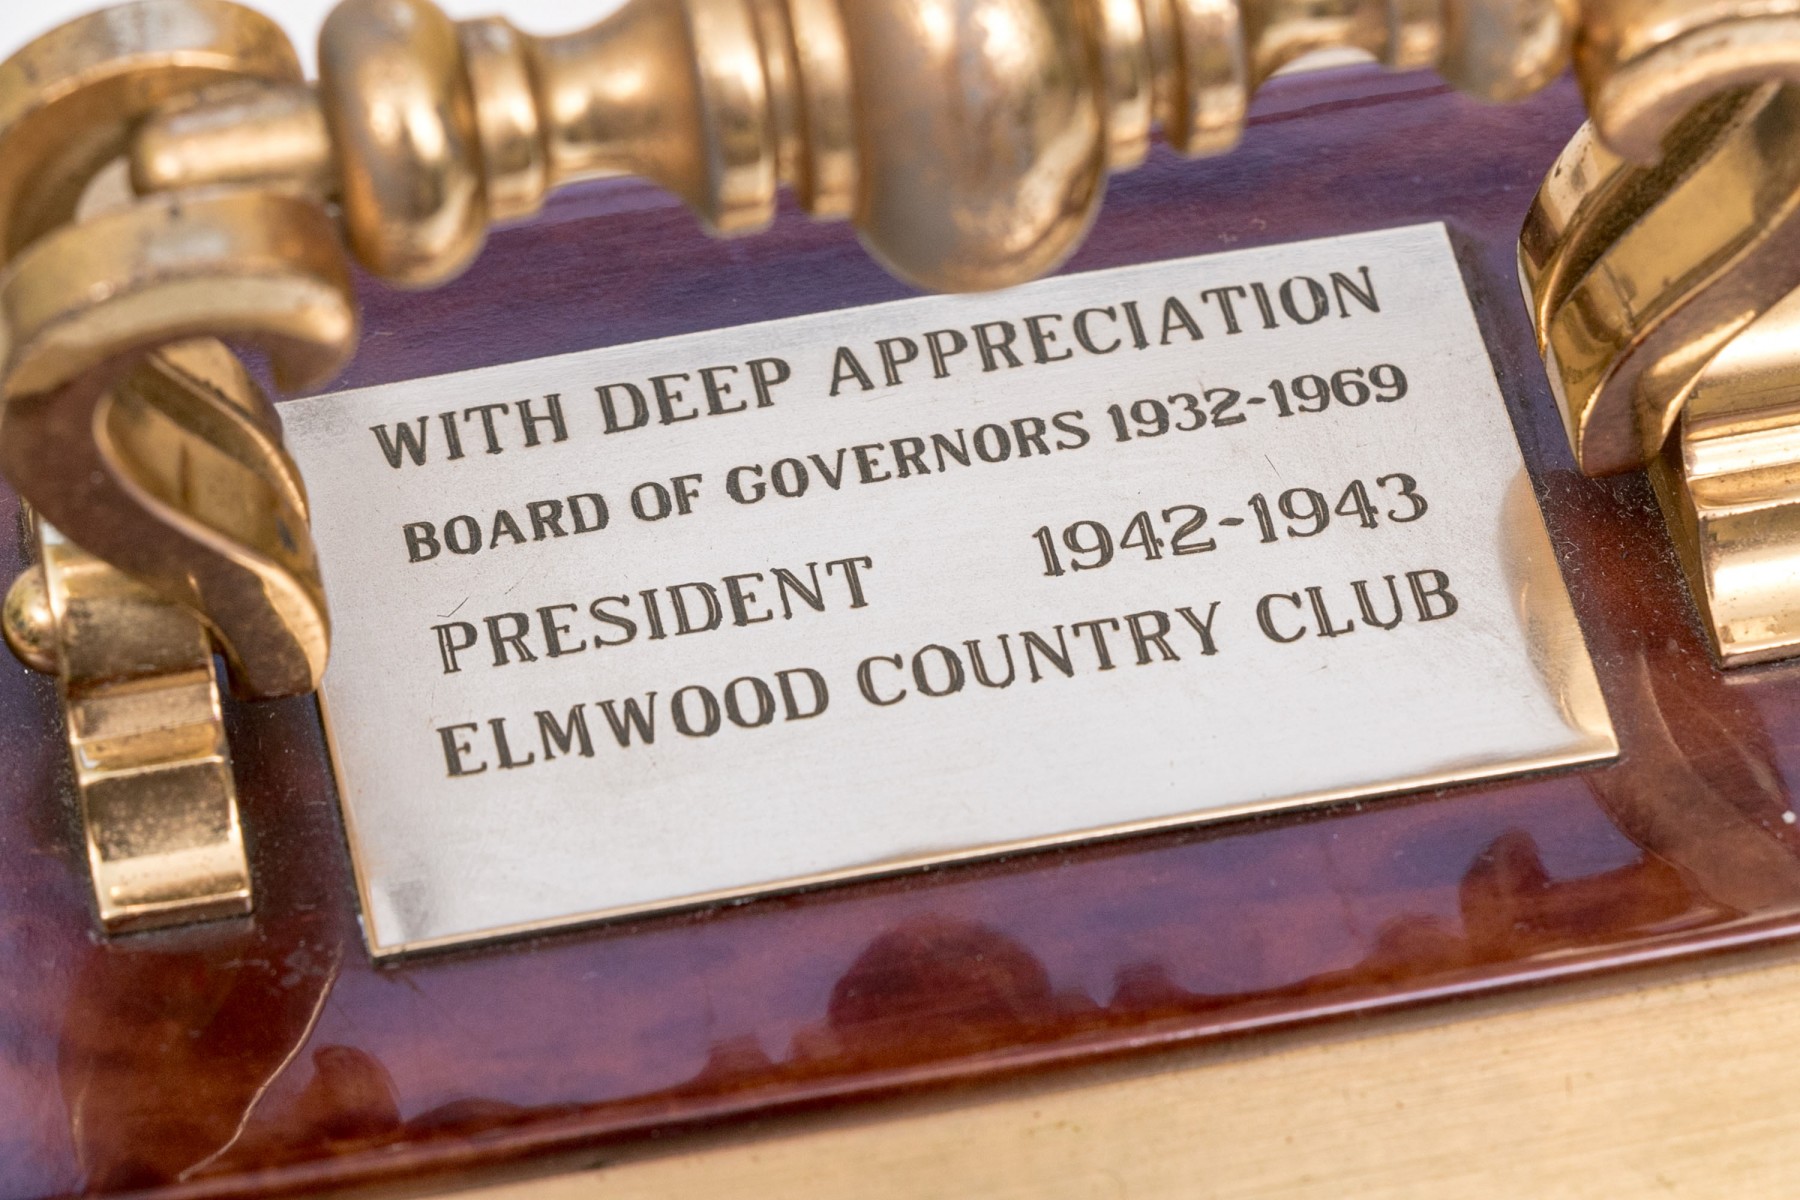 WITH DEEP APPRECIATION
BOARD OF GOVERNORS 1932-1969
PRESIDENT 1942-1943
ELMWOOD COUNTRY CLUB